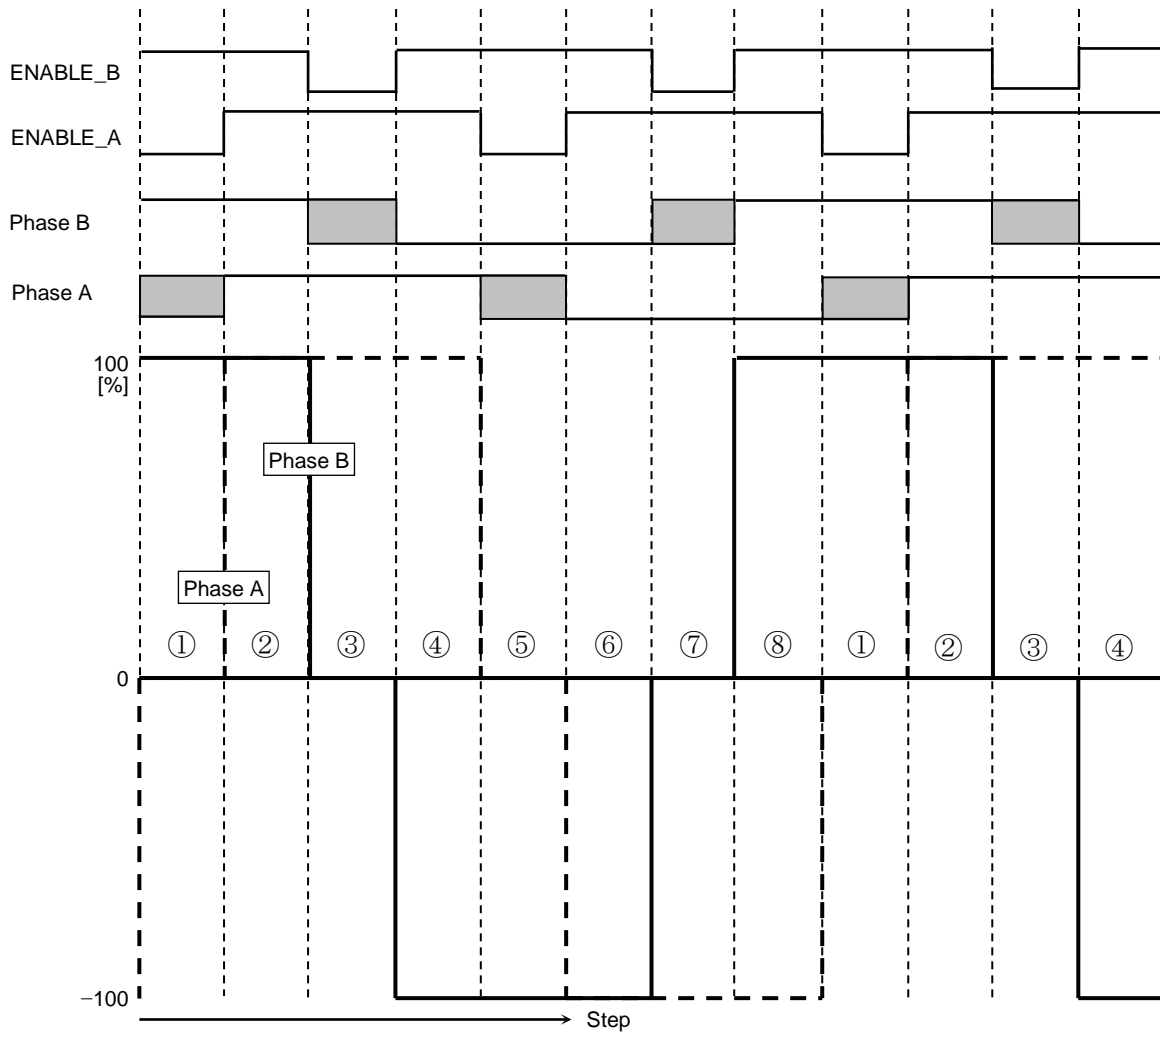 ENABLE_B
ENABLE_A
Phase B
Phase A
100
[%]
Phase B
Phase A
① ② ③ ④ ⑤ ⑥ ⑦ ⑧ ① ② ③ ④
0
−100
Step